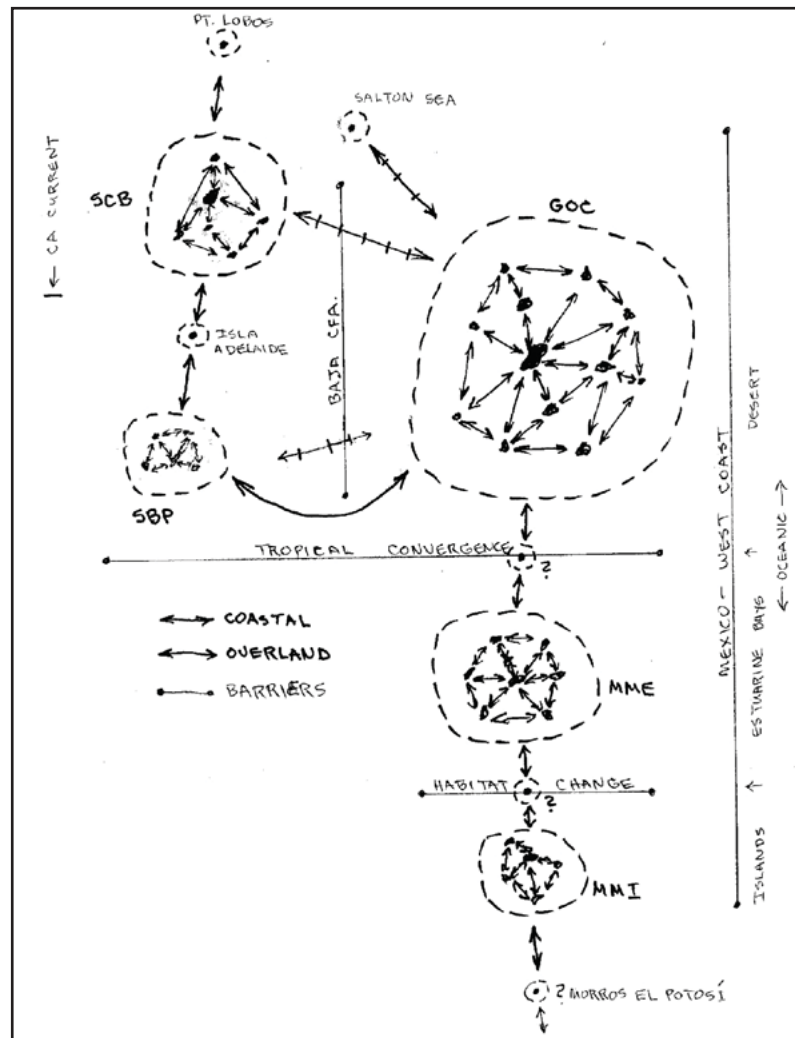 PT. LOBOS
SALTON SEA
SCB
GOC
|← CA CURRENT
BAJA CFA.
ISLA
ADELAIDE
SBP
TROPICAL CONVERGENCE
?
COASTAL
OVERLAND
BARRIERS
MME
HABITAT CHANGE
?
MMI
? MORROS EL POTOSÍ
MEXICO - WEST COAST
ISLANDS → ESTUARINE BAYS → DESERT
← OCEANIC →